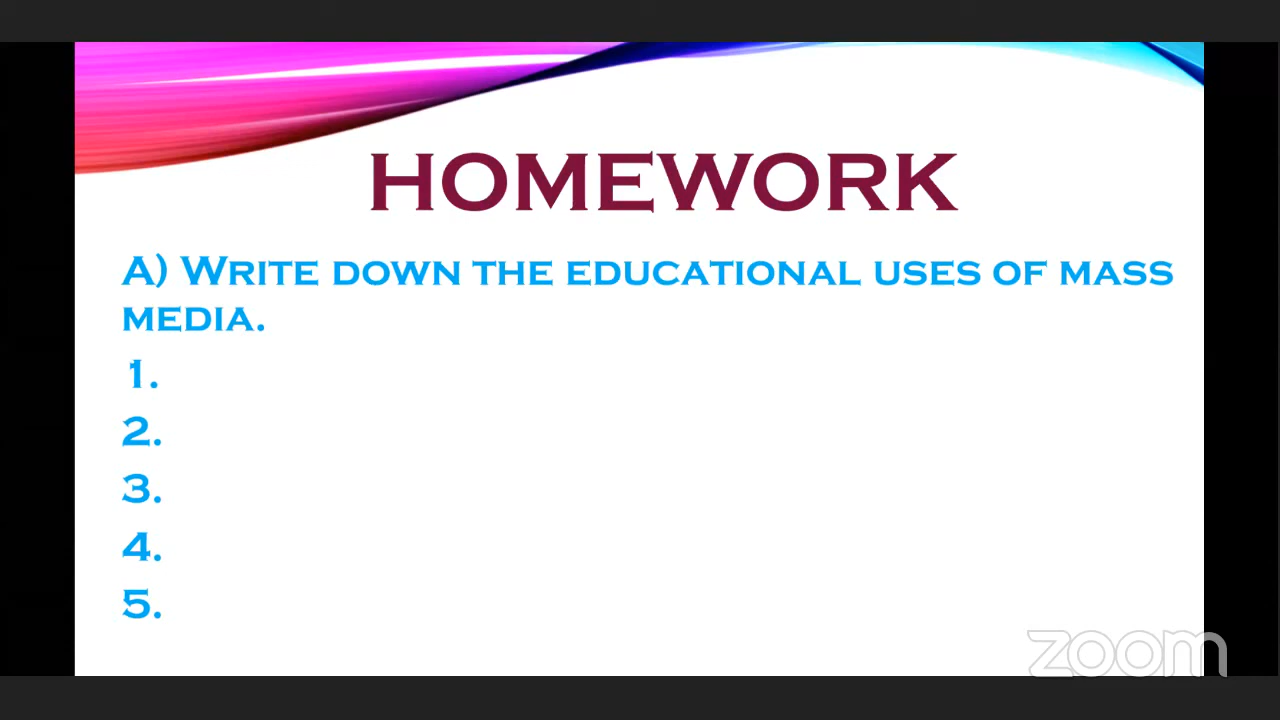 HOMEWORK
A) WRITE DOWN THE EDUCATIONAL USES OF MASS
MEDIA.
1.
2.
3.
4.
5.
zoom